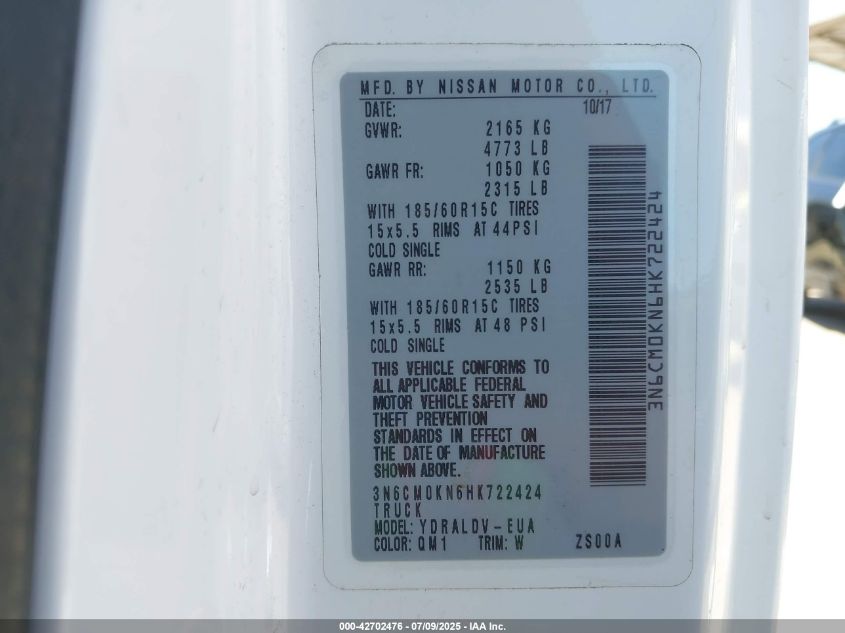 MFD. BY NISSAN MOTOR CO., LTD.
DATE: 10/17
GVWR: 2165 KG
4773 LB
GAWR FR: 1050 KG
2315 LB
WITH 185/60R15C TIRES
15x5.5 RIMS AT 44PSI
COLD SINGLE
GAWR RR: 1150 KG
2535 LB
WITH 185/60R15C TIRES
15x5.5 RIMS AT 48 PSI
COLD SINGLE
THIS VEHICLE CONFORMS TO
ALL APPLICABLE FEDERAL
MOTOR VEHICLE SAFETY AND
THEFT PREVENTION
STANDARDS IN EFFECT ON
THE DATE OF MANUFACTURE
SHOWN ABOVE.
3N6CM0KN6HK722424
TRUCK
MODEL: YDRALDV-EUA
COLOR: QM1 TRIM: W ZS00A
3N6CM0KN6HK722424
000-42702476 - 07/09/2025 - IAA Inc.